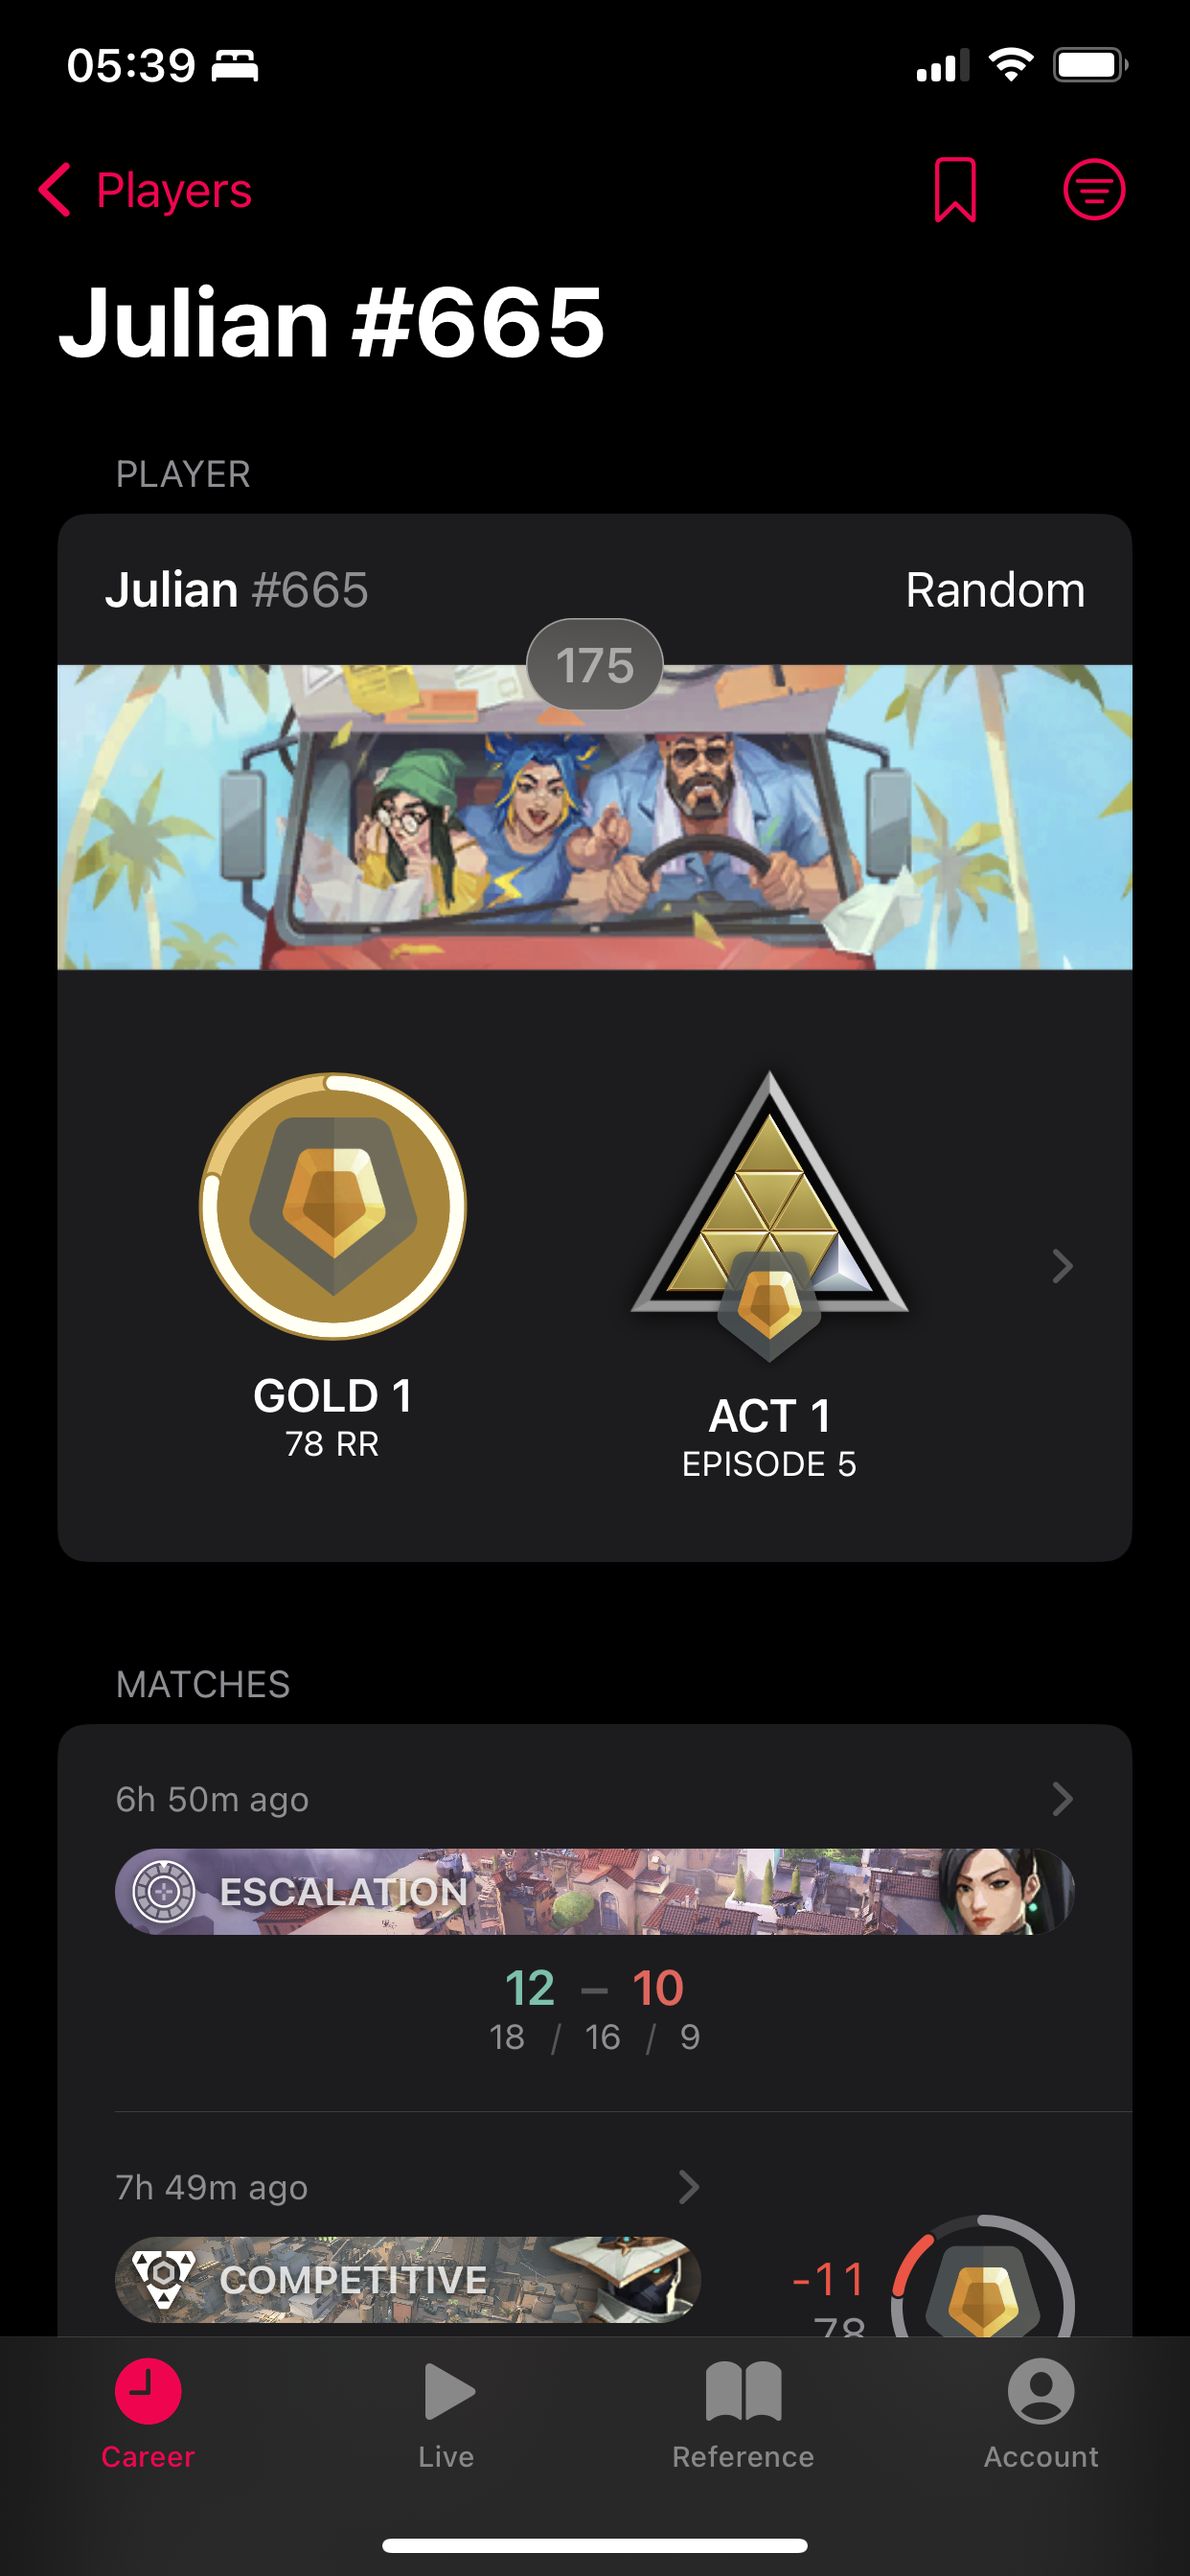 05:39
Players
Julian #665
PLAYER
Julian #665
Random
175
GOLD 1
78 RR
ACT 1
EPISODE 5
MATCHES
6h 50m ago
ESCALATION
12 – 10
18 / 16 / 9
7h 49m ago
COMPETITIVE
-11
78
Career
Live
Reference
Account